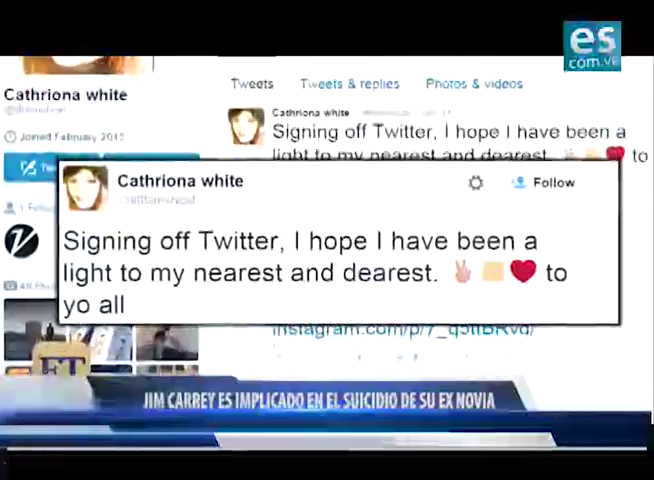 es
com.ve
Cathriona white
Joined February 2013
Tweets Tweets & replies Photos & videos
Cathriona white
Signing off Twitter, I hope I have been a
light to my nearest and dearest. ✌🏼❤ to
Cathriona white
Follow
Signing off Twitter, I hope I have been a
light to my nearest and dearest. ✌🏼❤ to
yo all
ET
JIM CARREY ES IMPLICADO EN EL SUICIDIO DE SU EX NOVIA